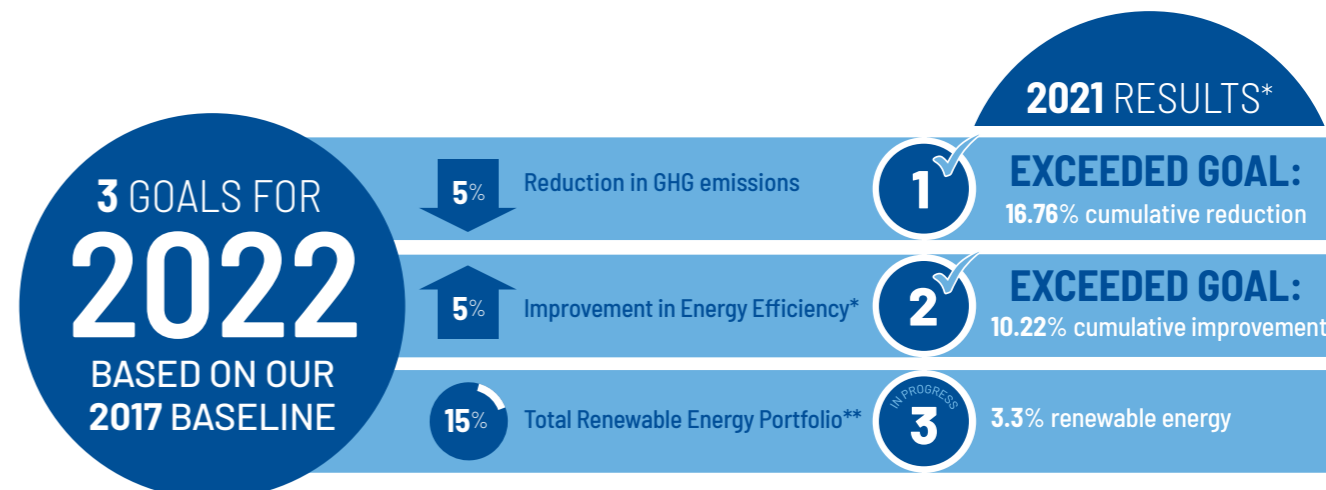 3 GOALS FOR
2022
BASED ON OUR
2017 BASELINE
2021 RESULTS*
5%
Reduction in GHG emissions
1
EXCEEDED GOAL:
16.76% cumulative reduction
5%
Improvement in Energy Efficiency*
2
EXCEEDED GOAL:
10.22% cumulative improvement
15%
Total Renewable Energy Portfolio**
IN PROGRESS
3
3.3% renewable energy